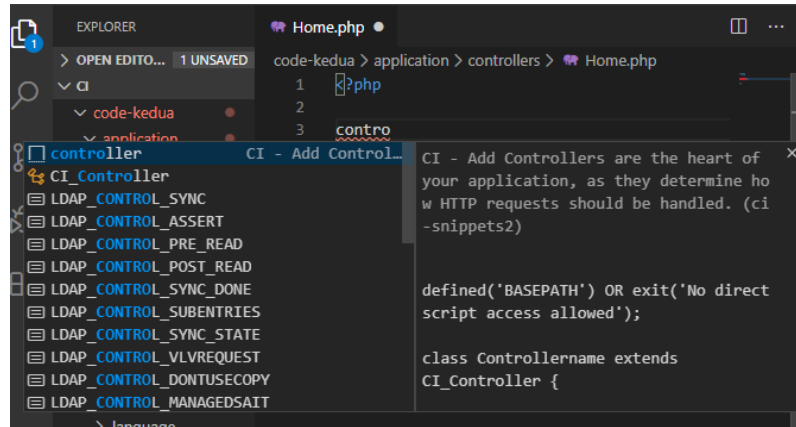 EXPLORER
Home.php
OPEN EDITO... 1 UNSAVED
code-kedua > application > controllers > Home.php
CI
1 <?php
code-kedua
2
application
3 contro
1
controller CI - Add Control...
CI_Controller
LDAP_CONTROL_SYNC
LDAP_CONTROL_ASSERT
LDAP_CONTROL_PRE_READ
LDAP_CONTROL_POST_READ
LDAP_CONTROL_SYNC_DONE
LDAP_CONTROL_SUBENTRIES
LDAP_CONTROL_SYNC_STATE
LDAP_CONTROL_VLVREQUEST
LDAP_CONTROL_DONTUSECOPY
LDAP_CONTROL_MANAGEDSAIT
CI - Add Controllers are the heart of
your application, as they determine ho
w HTTP requests should be handled. (ci
-snippets2)
defined('BASEPATH') OR exit('No direct
script access allowed');
class Controllername extends
CI_Controller {
language